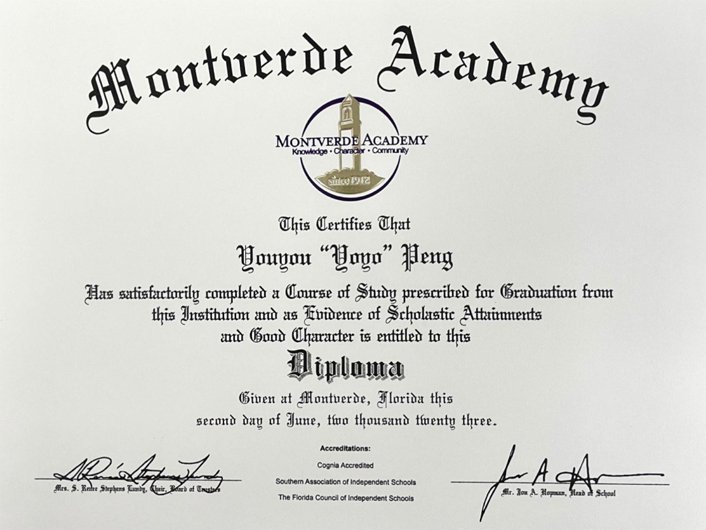 Montverde Academy
MONTVERDE ACADEMY
Knowledge • Character • Community
since 1912
This Certifies That
Youyou “Yoyo” Peng
Has satisfactorily completed a Course of Study prescribed for Graduation from
this Institution and as Evidence of Scholastic Attainments
and Good Character is entitled to this
Diploma
Given at Montverde, Florida this
second day of June, two thousand twenty three.
Accreditations:
Cognia Accredited
Southern Association of Independent Schools
The Florida Council of Independent Schools
Mrs. S. Renée Stephens Lundy, Chair, Board of Trustees
Mr. Jon A. Hopman, Head of School